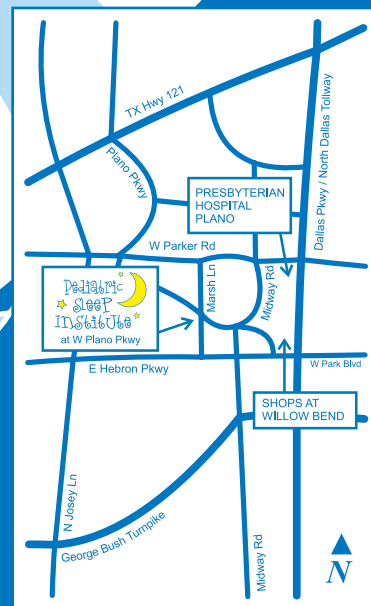 TX Hwy 121
Plano Pkwy
Dallas Pkwy / North Dallas Tollway
PRESBYTERIAN
HOSPITAL
PLANO
W Parker Rd
Marsh Ln
Midway Rd
Pediatric
Sleep
Institute
at W Plano Pkwy
W Park Blvd
E Hebron Pkwy
SHOPS AT
WILLOW BEND
N Josey Ln
George Bush Turnpike
Midway Rd
N